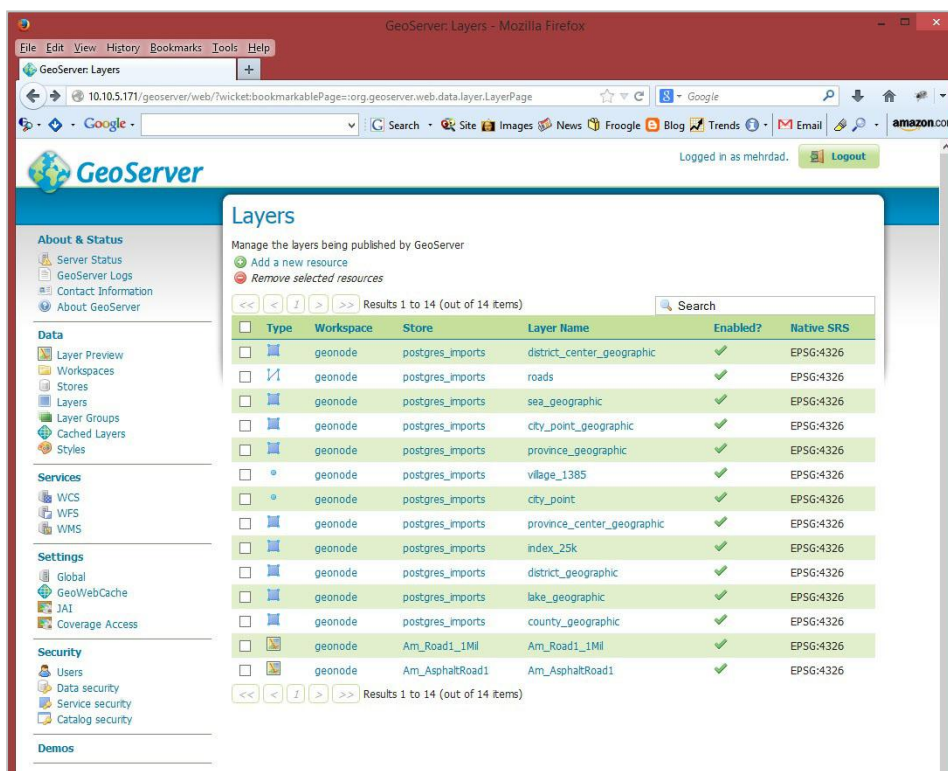 GeoServer: Layers - Mozilla Firefox
File Edit View History Bookmarks Tools Help
GeoServer: Layers +
10.10.5.171/geoserver/web/?wicket:bookmarkablePage=:org.geoserver.web.data.layer.LayerPage
8 Google
Google G Search Site Images News Froogle Blog Trends Email amazon.co
GeoServer
Logged in as mehrdad. Logout
About & Status
Server Status
GeoServer Logs
Contact Information
About GeoServer
Data
Layer Preview
Workspaces
Stores
Layers
Layer Groups
Cached Layers
Styles
Services
WCS
WFS
WMS
Settings
Global
GeoWebCache
JAI
Coverage Access
Security
Users
Data security
Service security
Catalog security
Demos
Layers
Manage the layers being published by GeoServer
Add a new resource
Remove selected resources
<< < 1 > >> Results 1 to 14 (out of 14 items) Search
Type Workspace Store Layer Name Enabled? Native SRS
geonode postgres_imports district_center_geographic EPSG:4326
geonode postgres_imports roads EPSG:4326
geonode postgres_imports sea_geographic EPSG:4326
geonode postgres_imports city_point_geographic EPSG:4326
geonode postgres_imports province_geographic EPSG:4326
geonode postgres_imports village_1385 EPSG:4326
geonode postgres_imports city_point EPSG:4326
geonode postgres_imports province_center_geographic EPSG:4326
geonode postgres_imports index_25k EPSG:4326
geonode postgres_imports district_geographic EPSG:4326
geonode postgres_imports lake_geographic EPSG:4326
geonode postgres_imports county_geographic EPSG:4326
geonode Am_Road1_1Mil Am_Road1_1Mil EPSG:4326
geonode Am_AsphaltRoad1 Am_AsphaltRoad1 EPSG:4326
<< < 1 > >> Results 1 to 14 (out of 14 items)